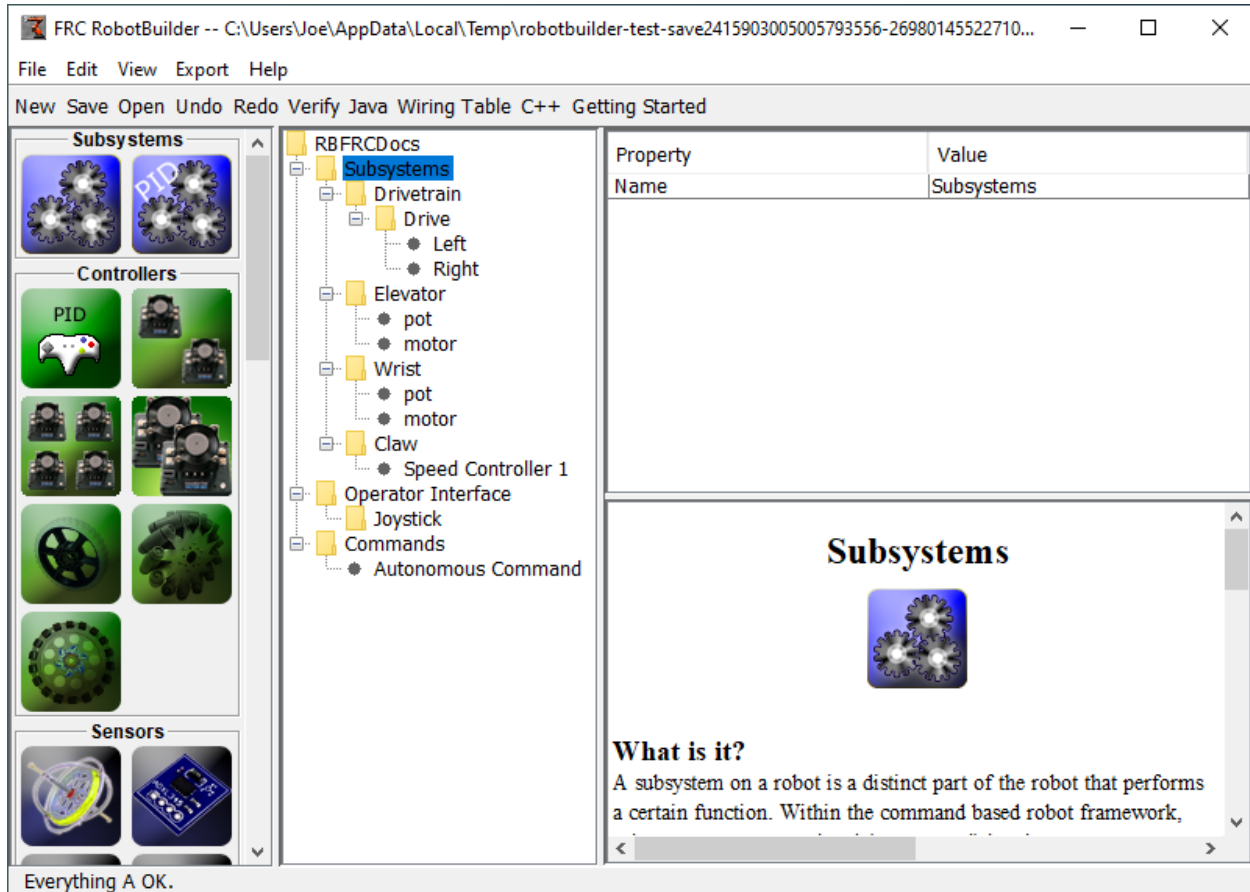 FRC RobotBuilder -- C:\Users\Joe\AppData\Local\Temp\robotbuilder-test-save2415903005005793556-26980145522710...
File Edit View Export Help
New Save Open Undo Redo Verify Java Wiring Table C++ Getting Started
Subsystems
PID
Controllers
PID
Sensors
RBFRCDocs
Subsystems
Drivetrain
Drive
Left
Right
Elevator
pot
motor
Wrist
pot
motor
Claw
Speed Controller 1
Operator Interface
Joystick
Commands
Autonomous Command
Property Value
Name Subsystems
Subsystems
What is it?
A subsystem on a robot is a distinct part of the robot that performs
a certain function. Within the command based robot framework,
Everything A OK.